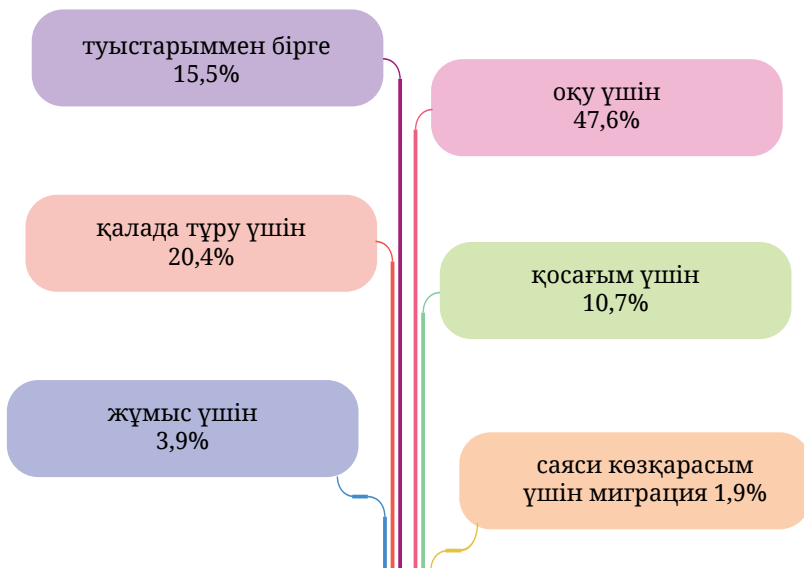 туыстарыммен бірге
15,5%
оқу үшін
47,6%
қалада тұру үшін
20,4%
қосағым үшін
10,7%
жұмыс үшін
3,9%
саяси көзқарасым
үшін миграция 1,9%